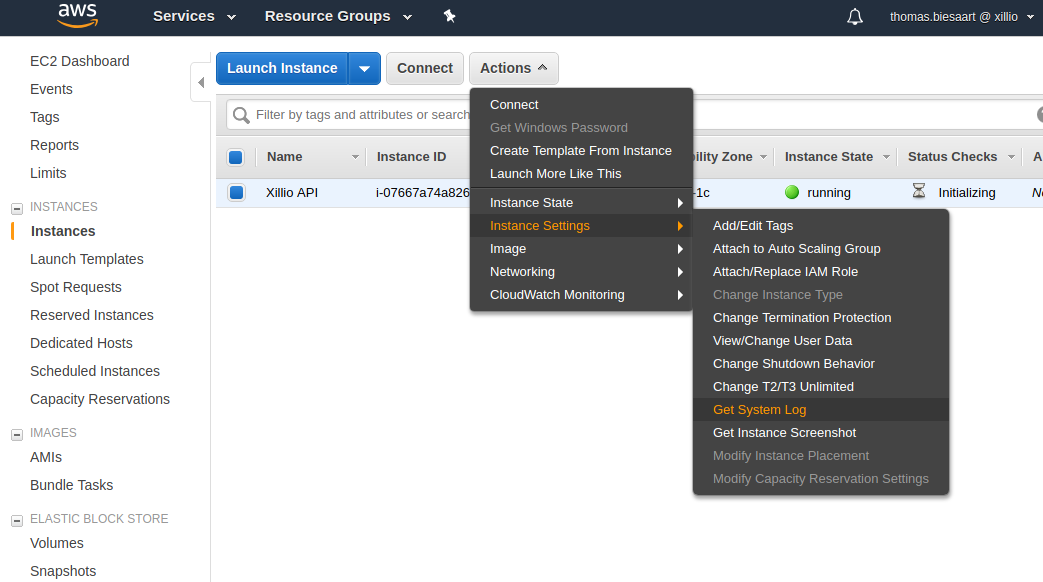 aws
Services
Resource Groups
thomas.biesaart @ xillio
EC2 Dashboard
Events
Tags
Reports
Limits
INSTANCES
Instances
Launch Templates
Spot Requests
Reserved Instances
Dedicated Hosts
Scheduled Instances
Capacity Reservations
IMAGES
AMIs
Bundle Tasks
ELASTIC BLOCK STORE
Volumes
Snapshots
Launch Instance
Connect
Actions
Filter by tags and attributes or search
Name
Instance ID
bility Zone
Instance State
Status Checks
A
Xillio API
i-07667a74a826
-1c
running
Initializing
No
Connect
Get Windows Password
Create Template From Instance
Launch More Like This
Instance State
Instance Settings
Image
Networking
CloudWatch Monitoring
Add/Edit Tags
Attach to Auto Scaling Group
Attach/Replace IAM Role
Change Instance Type
Change Termination Protection
View/Change User Data
Change Shutdown Behavior
Change T2/T3 Unlimited
Get System Log
Get Instance Screenshot
Modify Instance Placement
Modify Capacity Reservation Settings